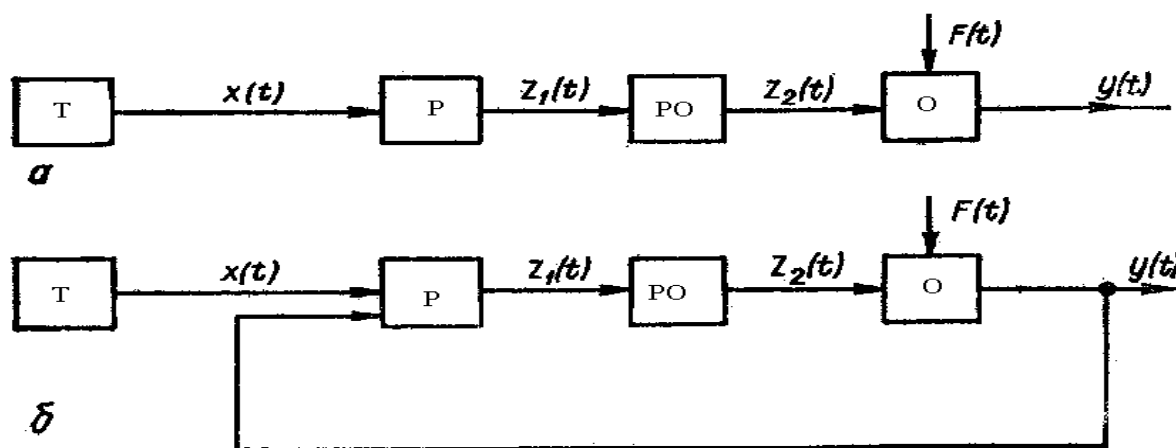 F(t)
T x(t) P Z₁(t) PO Z₂(t) O y(t)
а
F(t)
T x(t) P Z₁(t) PO Z₂(t) O y(t)
б